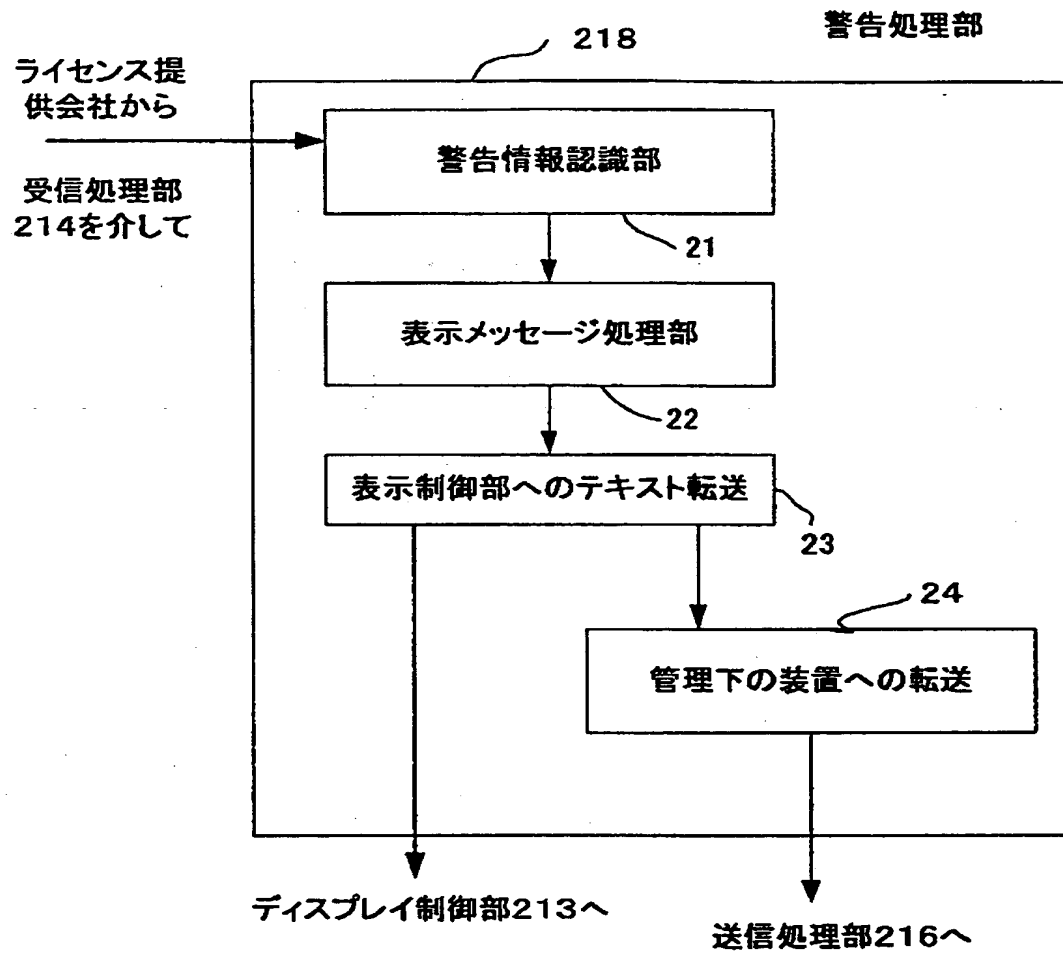 警告処理部
218
ライセンス提
供会社から
受信処理部
214を介して
警告情報認識部
21
表示メッセージ処理部
22
表示制御部へのテキスト転送
23
24
管理下の装置への転送
ディスプレイ制御部213へ
送信処理部216へ